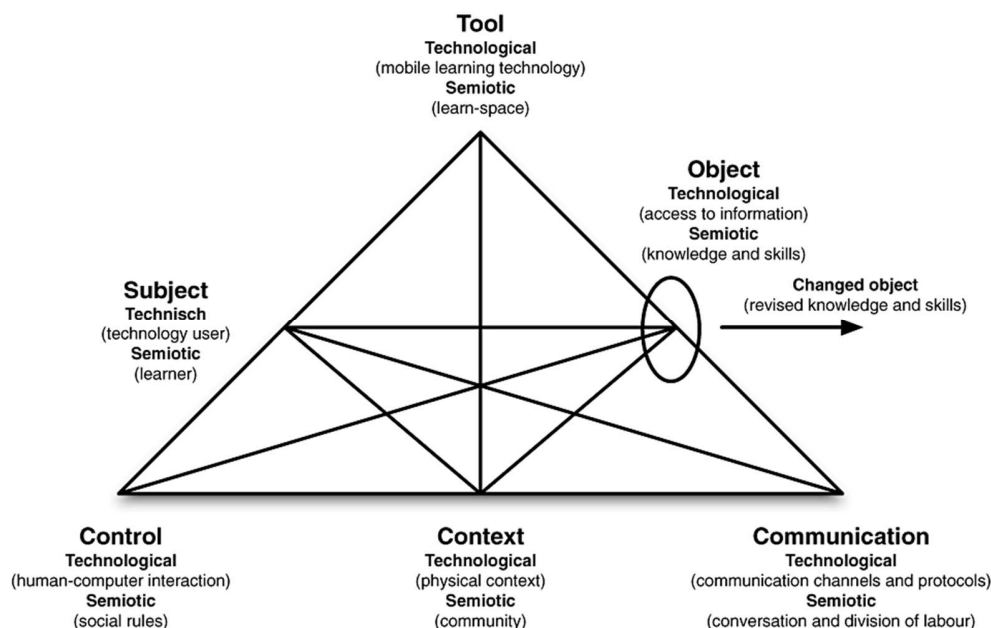 Tool
Technological
(mobile learning technology)
Semiotic
(learn-space)
Object
Technological
(access to information)
Semiotic
(knowledge and skills)
Changed object
(revised knowledge and skills)
Subject
Technisch
(technology user)
Semiotic
(learner)
Control
Technological
(human-computer interaction)
Semiotic
(social rules)
Context
Technological
(physical context)
Semiotic
(community)
Communication
Technological
(communication channels and protocols)
Semiotic
(conversation and division of labour)